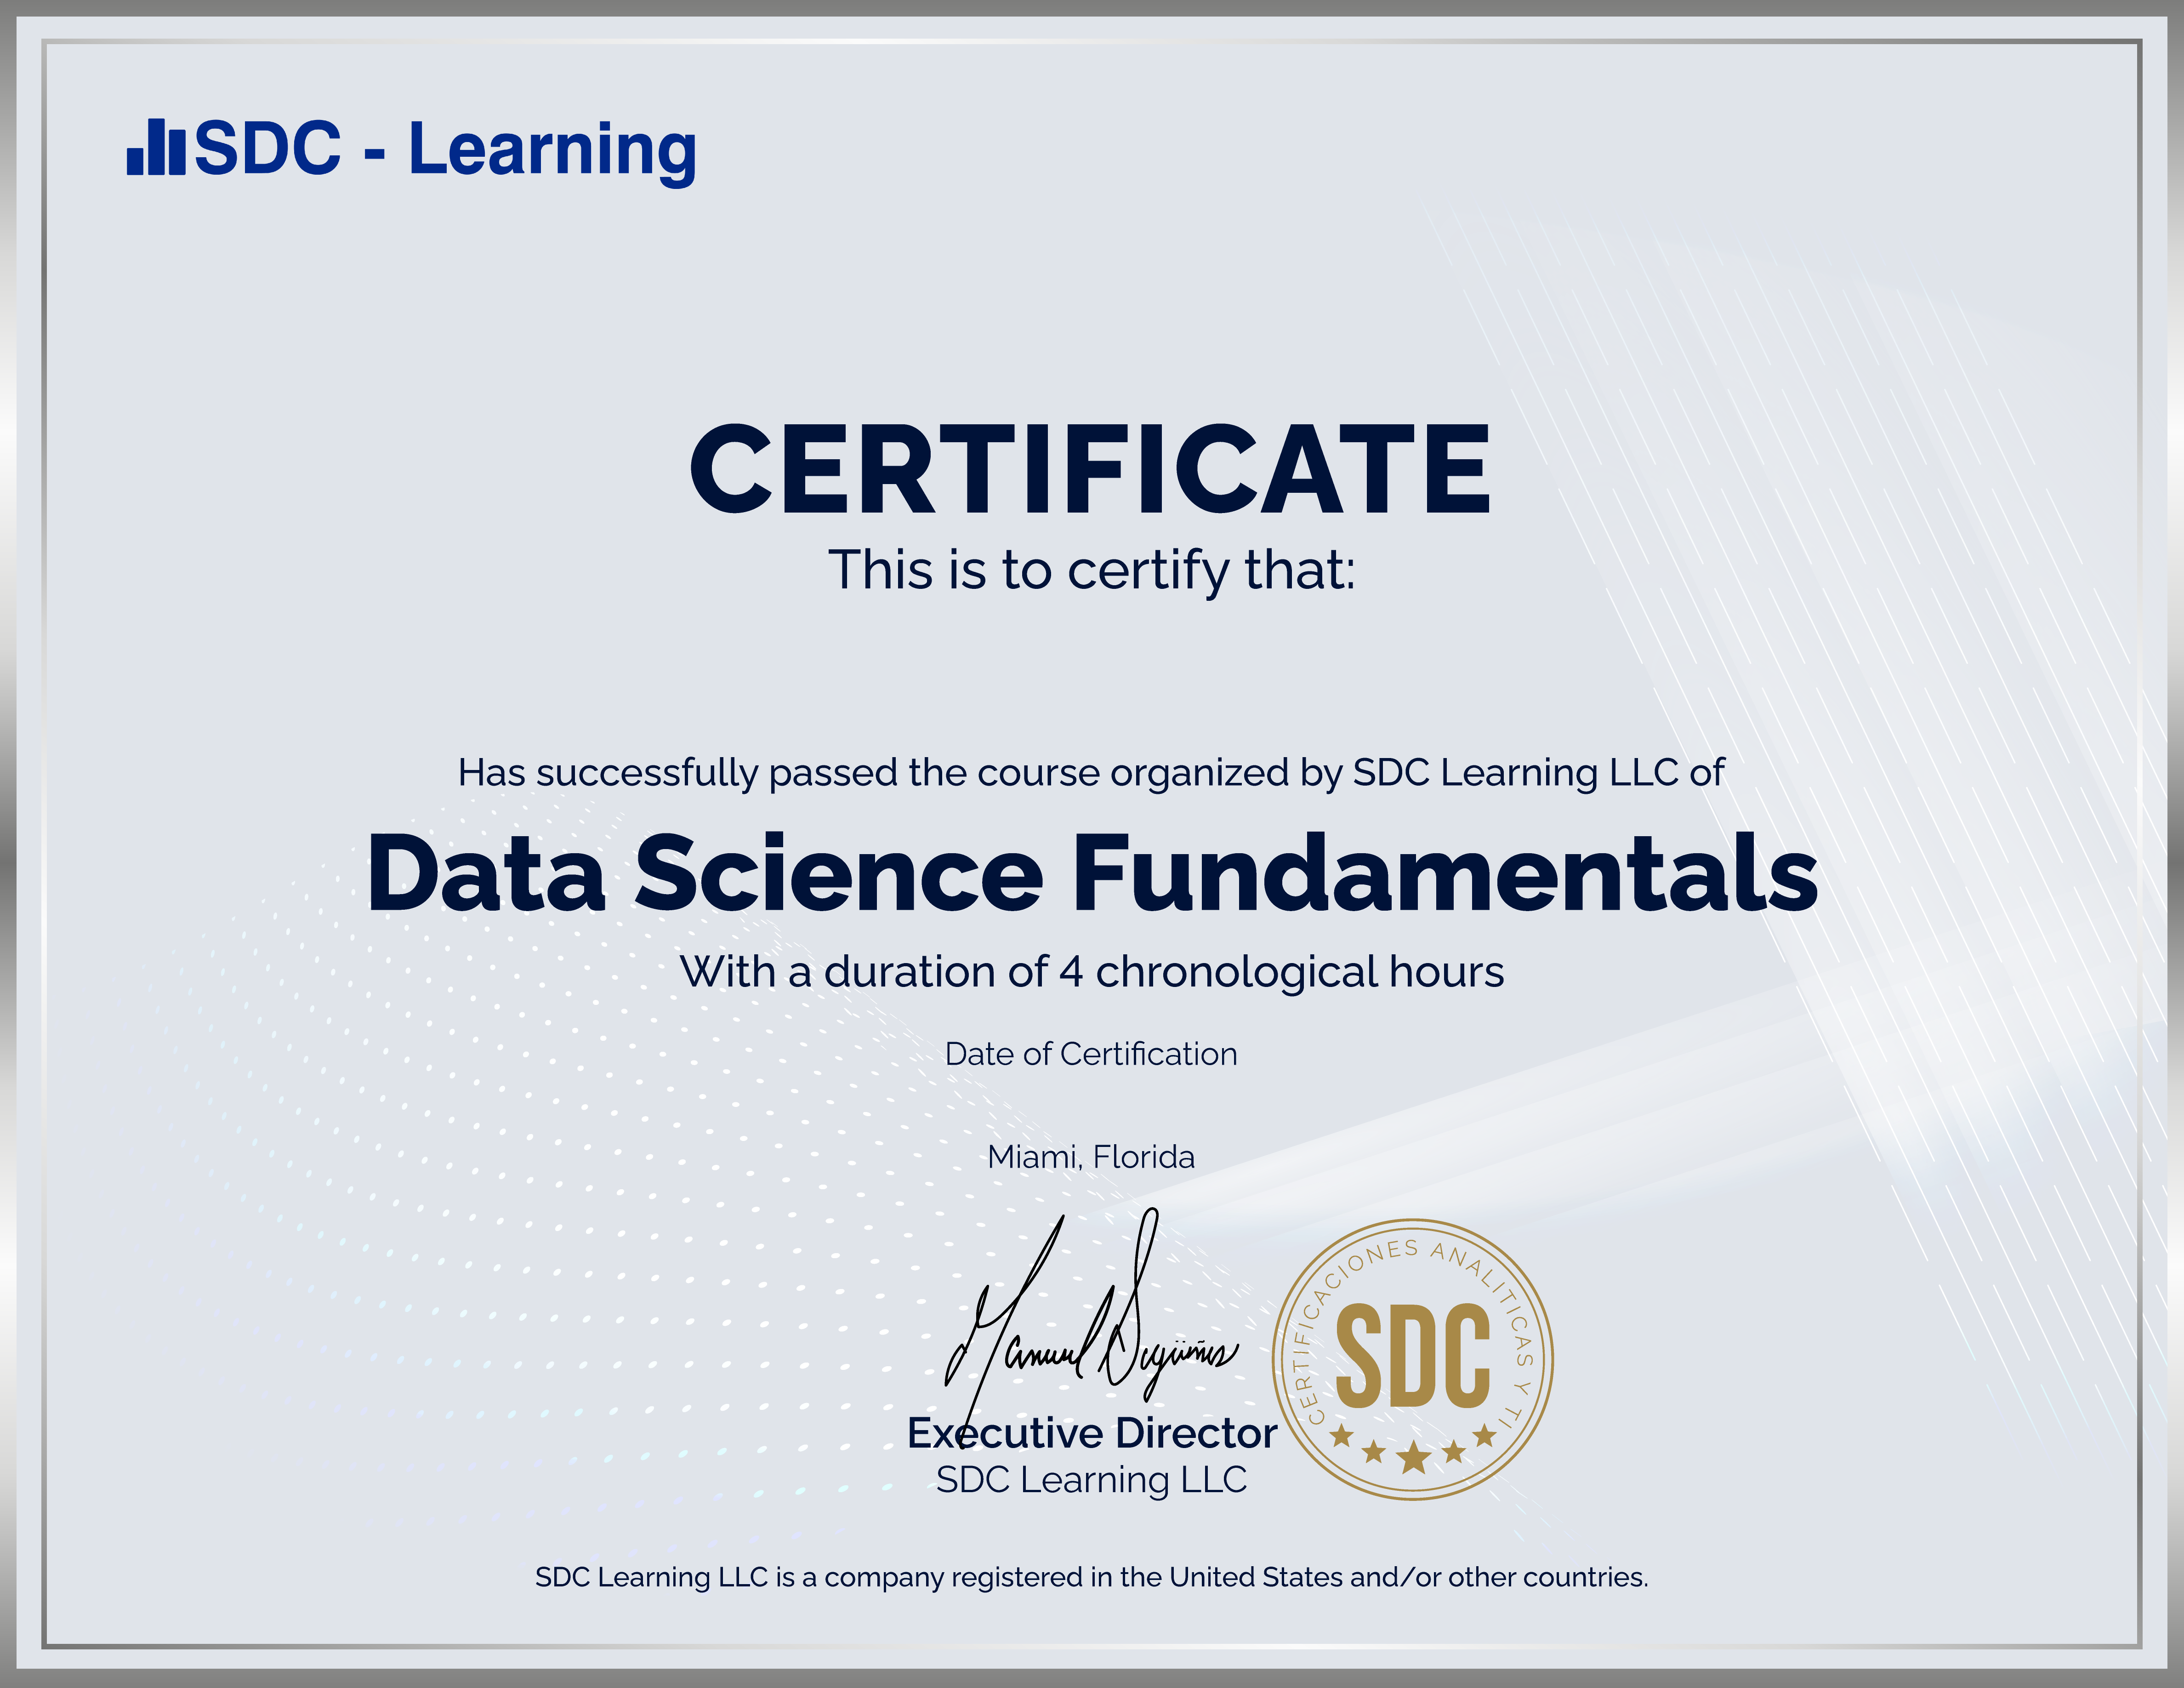 SDC - Learning
CERTIFICATE
This is to certify that:
Has successfully passed the course organized by SDC Learning LLC of
Data Science Fundamentals
With a duration of 4 chronological hours
Date of Certification
Miami, Florida
CERTIFICACIONES ANALITICAS Y TI
SDC
Executive Director
SDC Learning LLC
SDC Learning LLC is a company registered in the United States and/or other countries.